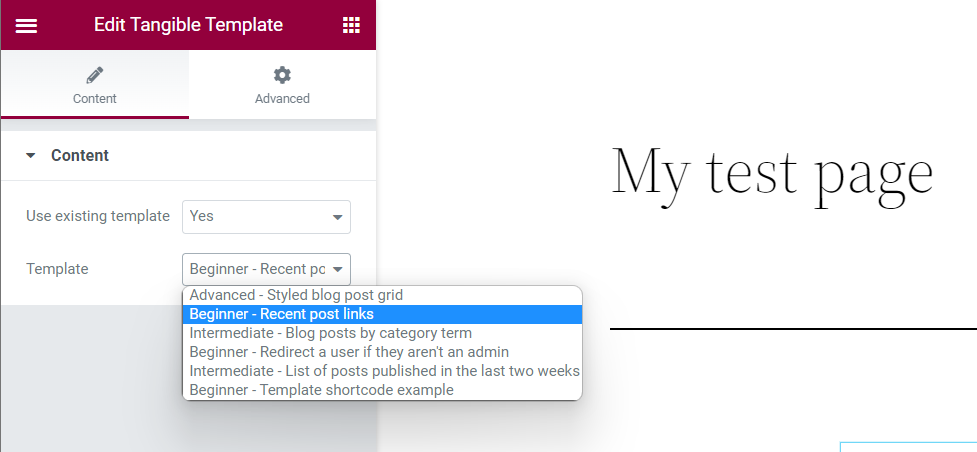 Edit Tangible Template
Content
Advanced
Content
My test page
Use existing template
Yes
Template
Beginner - Recent po
Advanced - Styled blog post grid
Beginner - Recent post links
Intermediate - Blog posts by category term
Beginner - Redirect a user if they aren't an admin
Intermediate - List of posts published in the last two weeks
Beginner - Template shortcode example